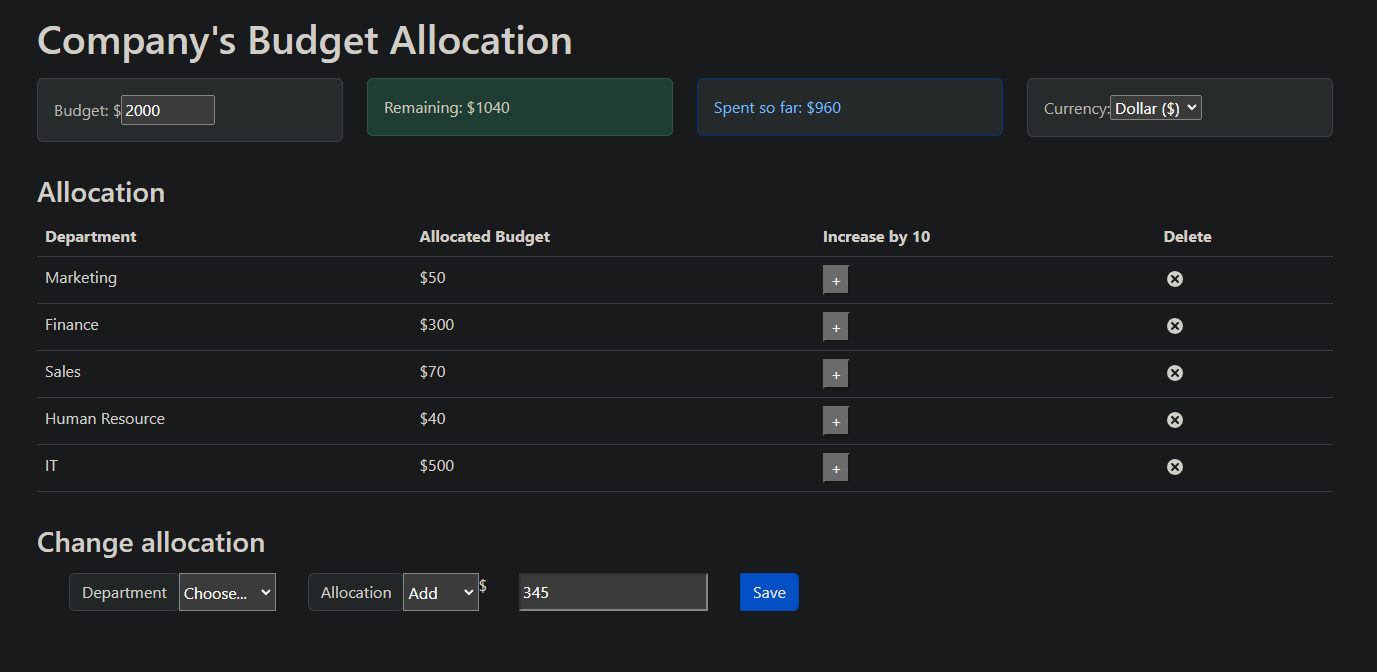 Company's Budget Allocation
Budget: $ 2000 Remaining: $1040 Spent so far: $960 Currency: Dollar ($)
Allocation
Department Allocated Budget Increase by 10 Delete
Marketing $50 +
Finance $300 +
Sales $70 +
Human Resource $40 +
IT $500 +
Change allocation
Department Choose... Allocation Add $ 345 Save